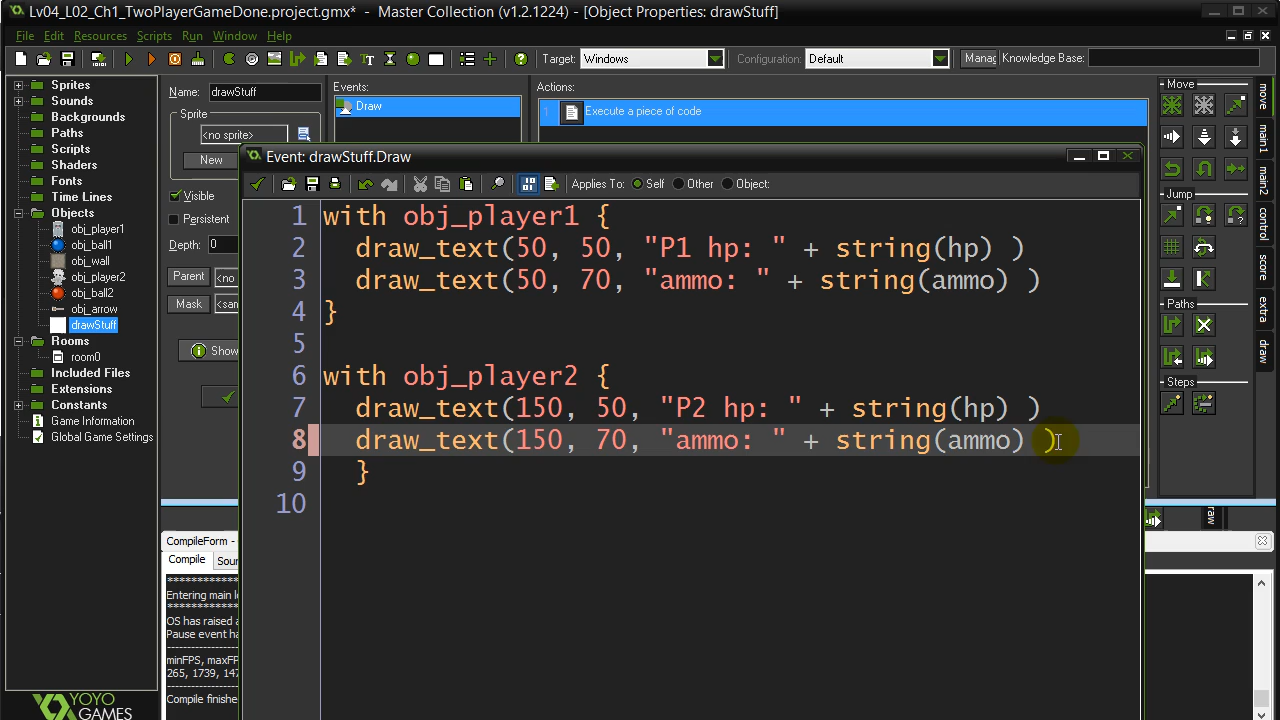 Lv04_L02_Ch1_TwoPlayerGameDone.project.gmx* - Master Collection (v1.2.1224) - [Object Properties: drawStuff]
File Edit Resources Scripts Run Window Help
Target: Windows Configuration: Default Manag Knowledge Base:
Sprites
Sounds
Backgrounds
Paths
Scripts
Shaders
Fonts
Time Lines
Objects
obj_player1
obj_ball1
obj_wall
obj_player2
obj_ball2
obj_arrow
drawStuff
Rooms
room0
Included Files
Extensions
Constants
Game Information
Global Game Settings
YOYO
GAMES
Name: drawStuff
Sprite
<no sprite>
New
Visible
Persistent
Depth: 0
Parent <no
Mask <san
Show
Events:
Draw
Actions:
1 Execute a piece of code
Event: drawStuff.Draw
Applies To: Self Other Object:
1 with obj_player1 {
2 draw_text(50, 50, "P1 hp: " + string(hp) )
3 draw_text(50, 70, "ammo: " + string(ammo) )
4 }
5
6 with obj_player2 {
7 draw_text(150, 50, "P2 hp: " + string(hp) )
8 draw_text(150, 70, "ammo: " + string(ammo) )
9 }
10
Move
Jump
Paths
Steps
move
main1
main2
control
score
extra
draw
raw
CompileForm -
Compile Sour
Entering main l
OS has raised a
Pause event ha
minFPS, maxFP
265, 1739, 147
Compile finishe